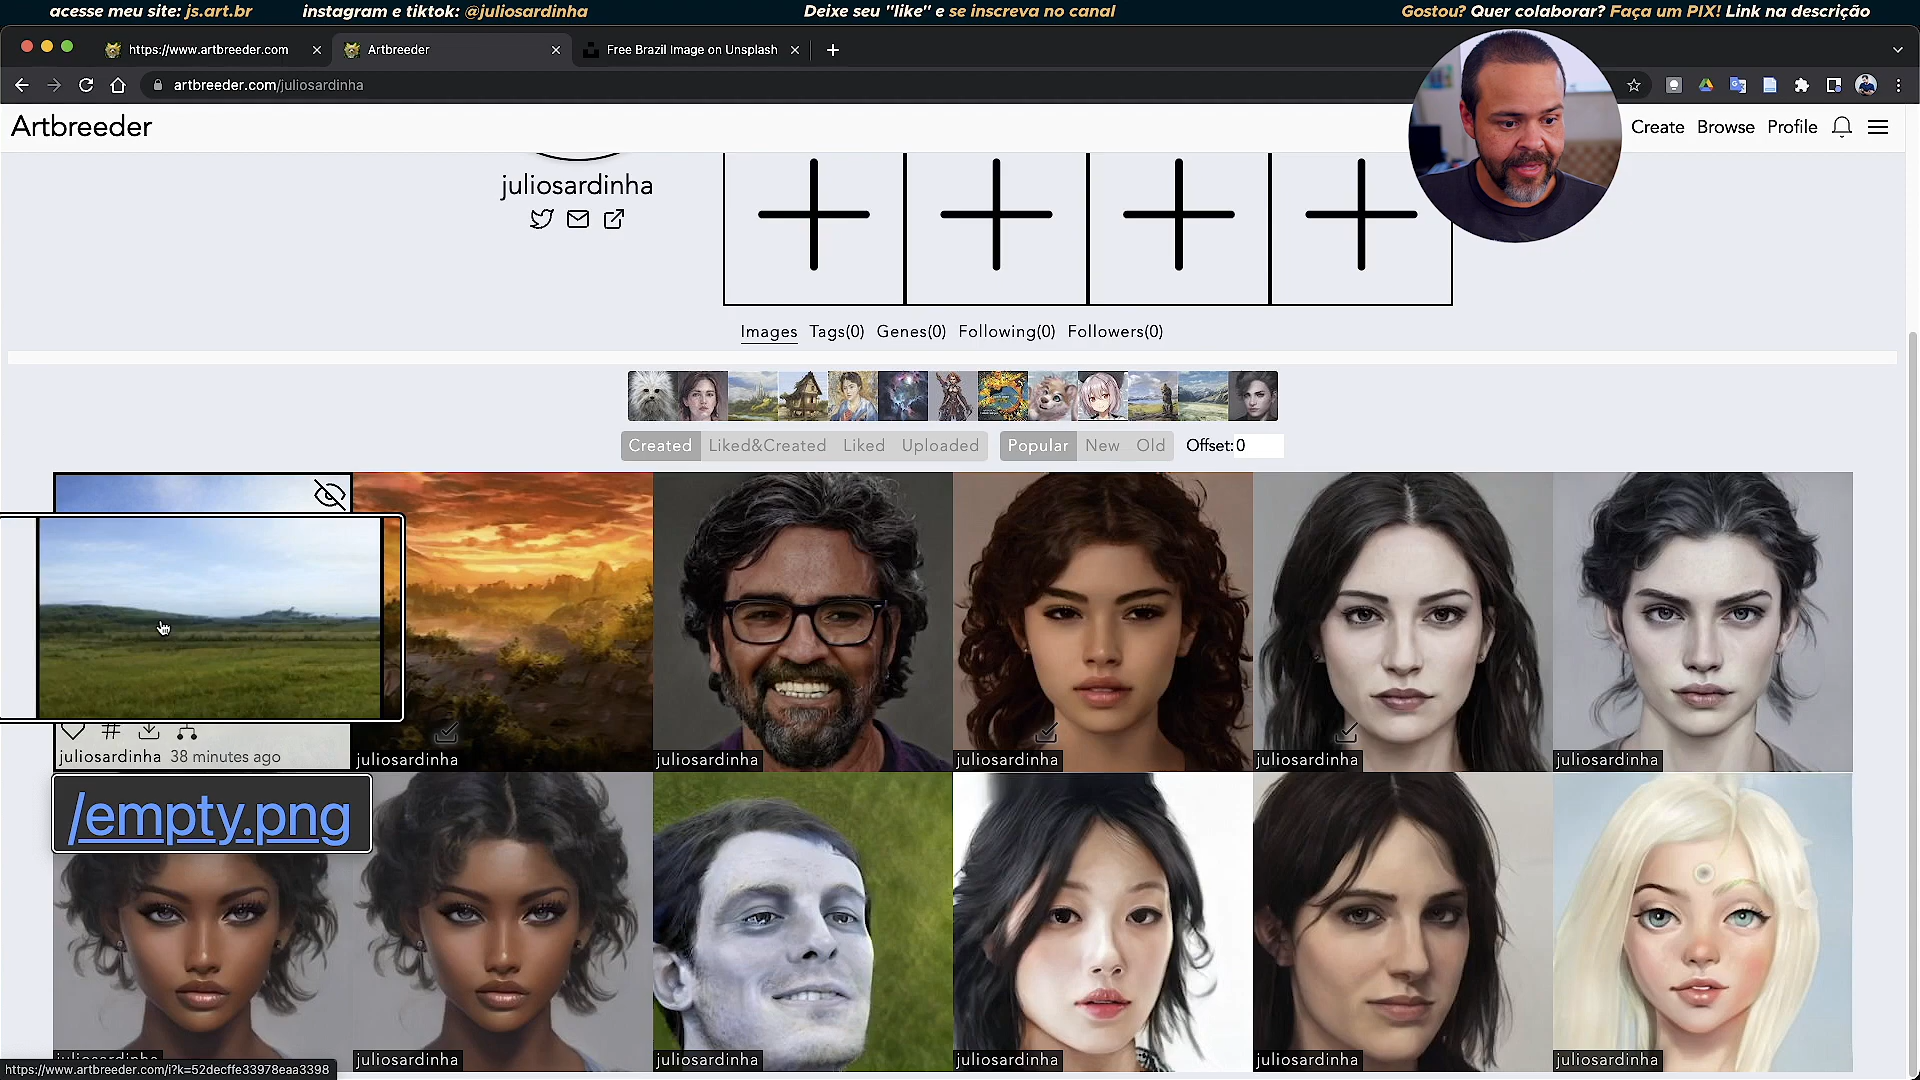 acesse meu site: js.art.br
instagram e tiktok: @juliosardinha
Deixe seu "like" e se inscreva no canal
Gostou? Quer colaborar? Faça um PIX! Link na descrição
https://www.artbreeder.com
Artbreeder
Free Brazil Image on Unsplash
artbreeder.com/juliosardinha
Artbreeder
Create Browse Profile
juliosardinha
Images Tags(0) Genes(0) Following(0) Followers(0)
Created Liked&Created Liked Uploaded Popular New Old Offset: 0
juliosardinha 38 minutes ago
juliosardinha
juliosardinha
juliosardinha
juliosardinha
juliosardinha
/empty.png
juliosardinha
juliosardinha
juliosardinha
juliosardinha
juliosardinha
juliosardinha
https://www.artbreeder.com/i?k=52decffe33978eaa3398